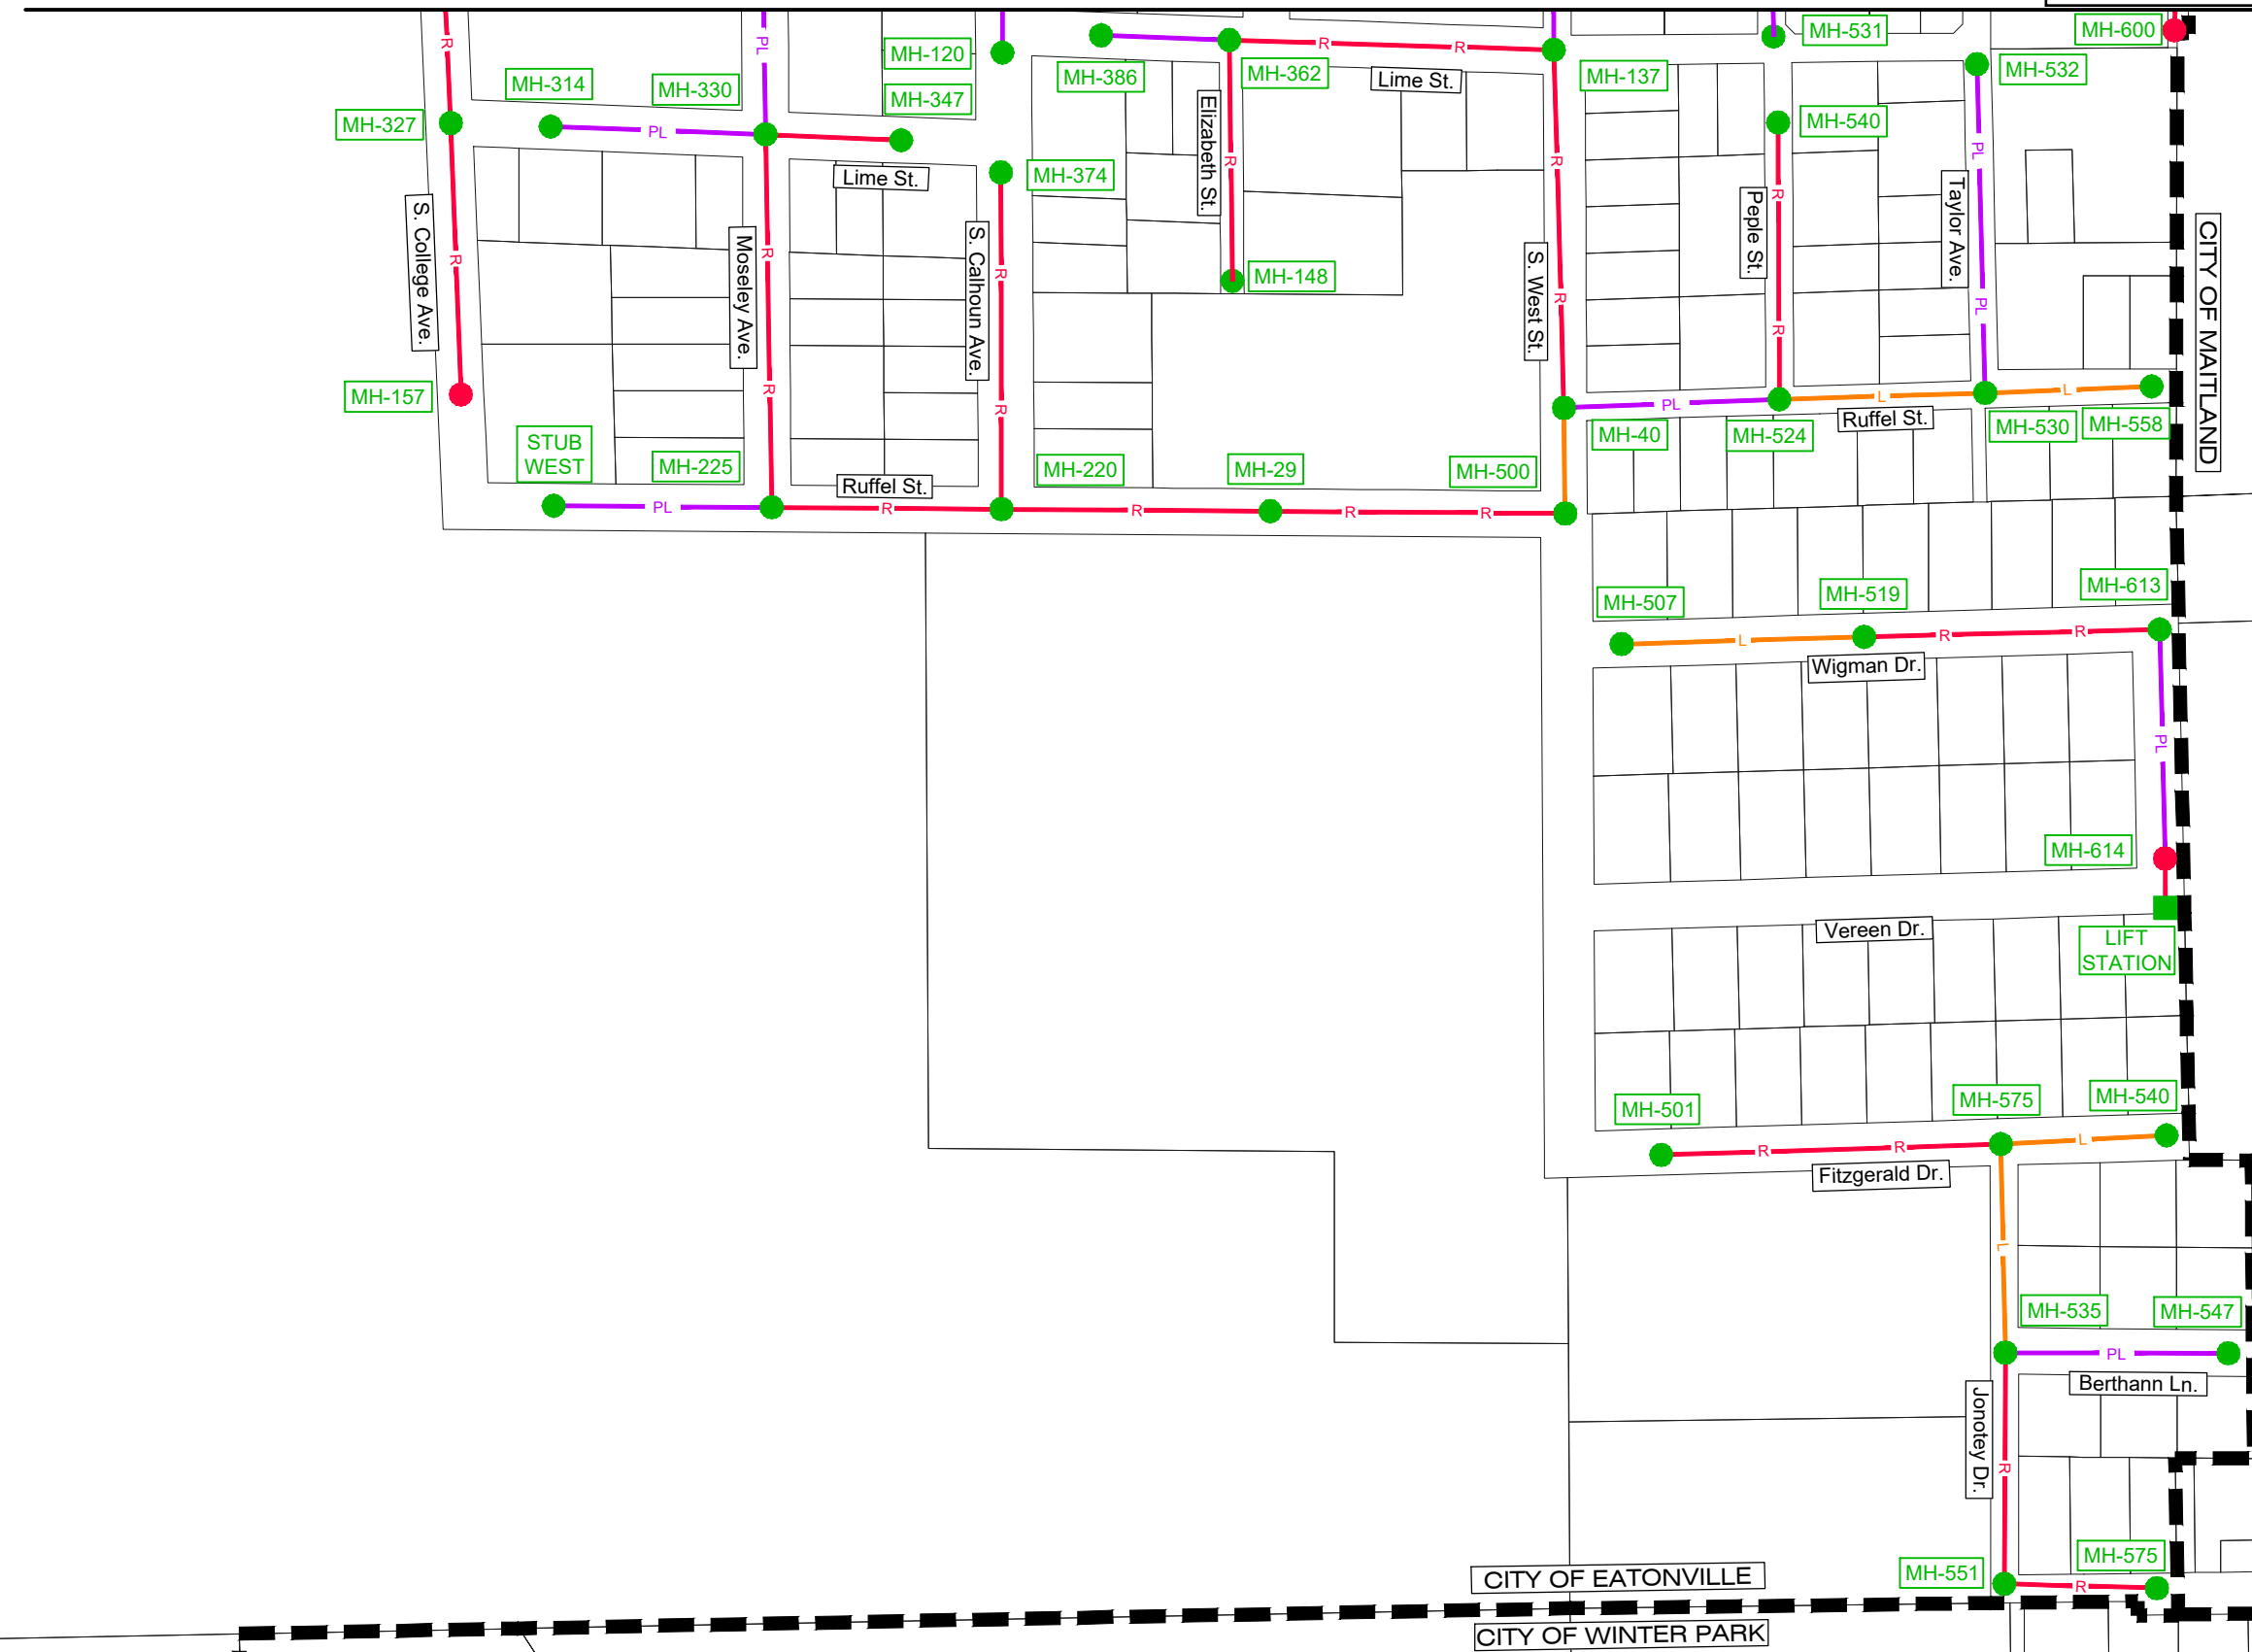 MH-600
MH-531
MH-120
MH-386
MH-362
Lime St.
MH-137
MH-532
MH-314
MH-330
MH-347
MH-327
PL
R
R
R
PL
MH-540
MH-374
Lime St.
Elizabeth St.
R
R
PL
R
Peple St.
Taylor Ave.
S. College Ave.
R
Moseley Ave.
R
S. Calhoun Ave.
R
MH-148
S. West St.
R
R
PL
CITY OF MAITLAND
MH-157
R
R
PL
L
L
Ruffel St.
STUB
WEST
MH-225
Ruffel St.
MH-220
MH-29
MH-500
MH-40
MH-524
MH-530
MH-558
PL
R
R
R
R
MH-507
MH-519
MH-613
L
R
R
Wigman Dr.
PL
MH-614
Vereen Dr.
LIFT
STATION
MH-501
MH-575
MH-540
R
R
L
Fitzgerald Dr.
L
MH-535
MH-547
PL
Berthann Ln.
Jonotey Dr.
R
MH-551
MH-575
R
CITY OF EATONVILLE
CITY OF WINTER PARK